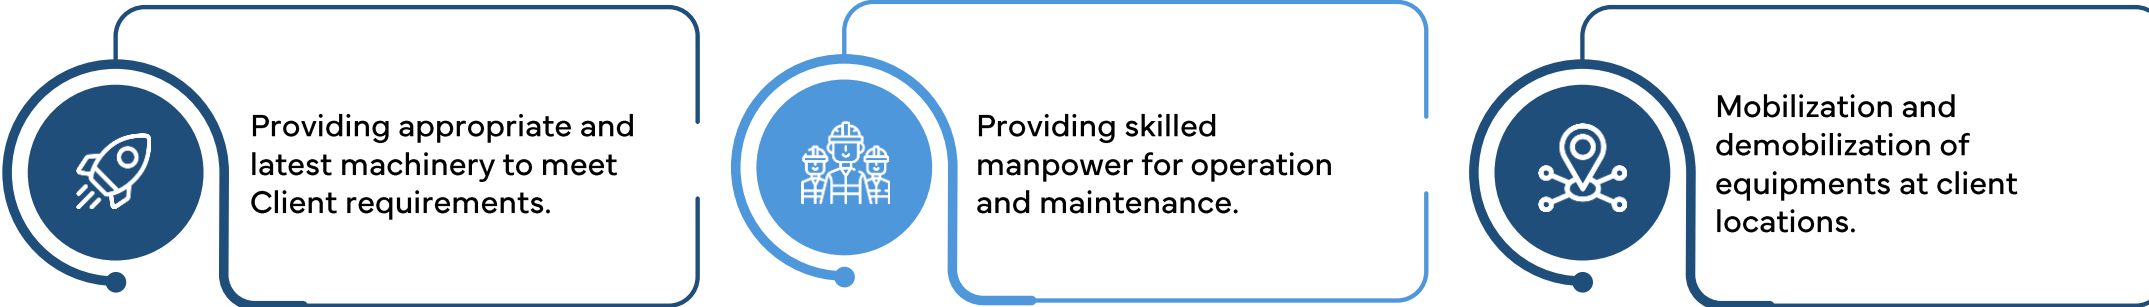 Providing appropriate and
latest machinery to meet
Client requirements.
Providing skilled
manpower for operation
and maintenance.
Mobilization and
demobilization of
equipments at client
locations.